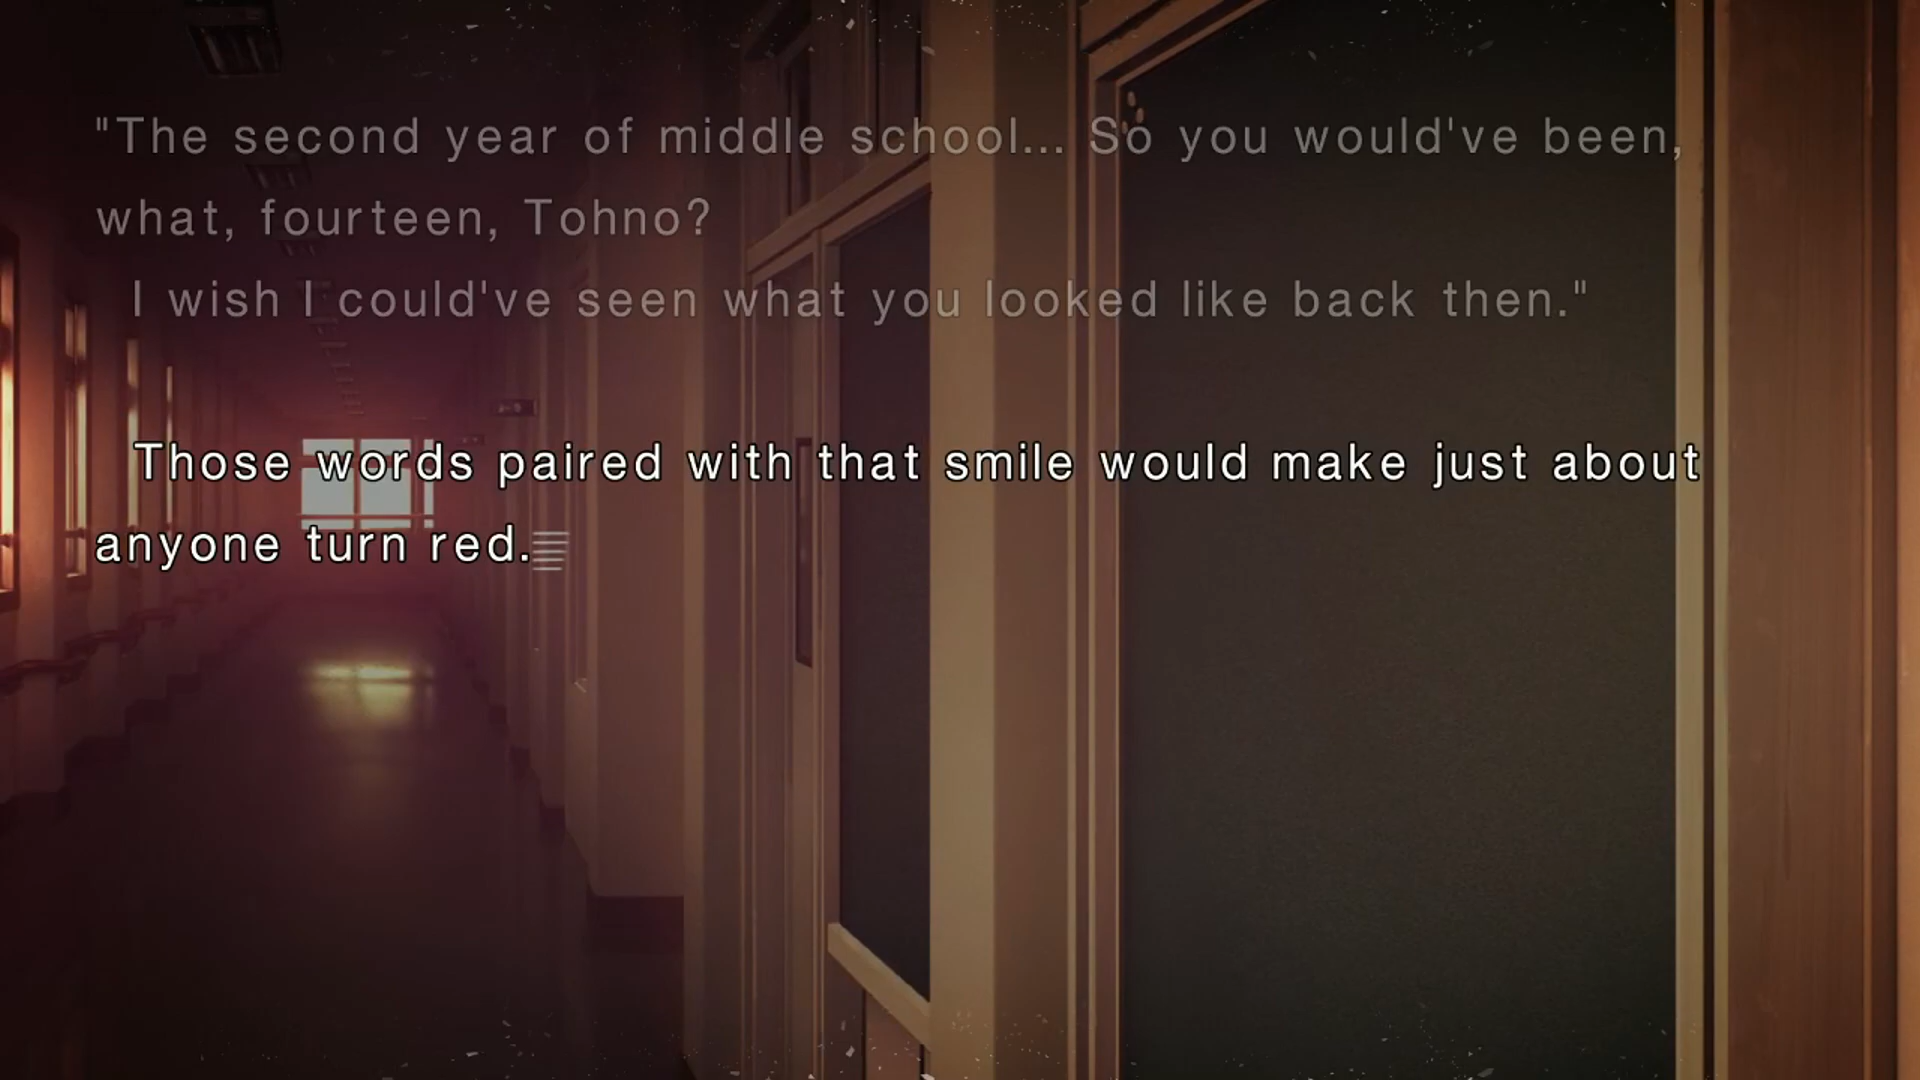 "The second year of middle school... So you would've been,
what, fourteen, Tohno?
I wish I could've seen what you looked like back then."
Those words paired with that smile would make just about
anyone turn red.